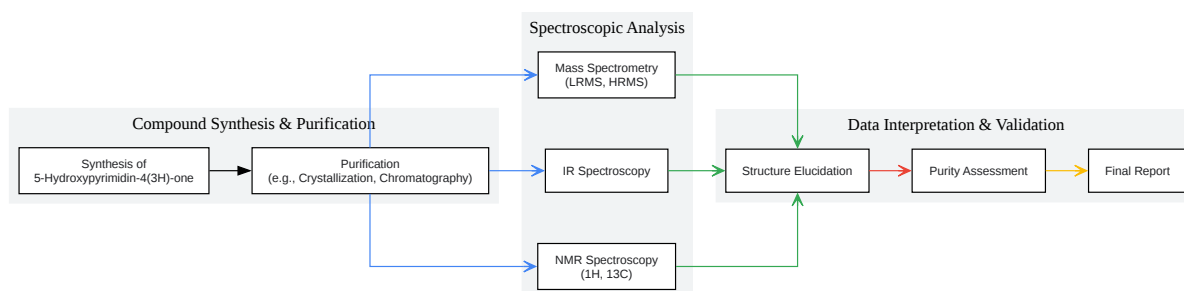 Compound Synthesis & Purification
Synthesis of
5-Hydroxypyrimidin-4(3H)-one
Purification
(e.g., Crystallization, Chromatography)
Spectroscopic Analysis
Mass Spectrometry
(LRMS, HRMS)
IR Spectroscopy
NMR Spectroscopy
(1H, 13C)
Data Interpretation & Validation
Structure Elucidation
Purity Assessment
Final Report